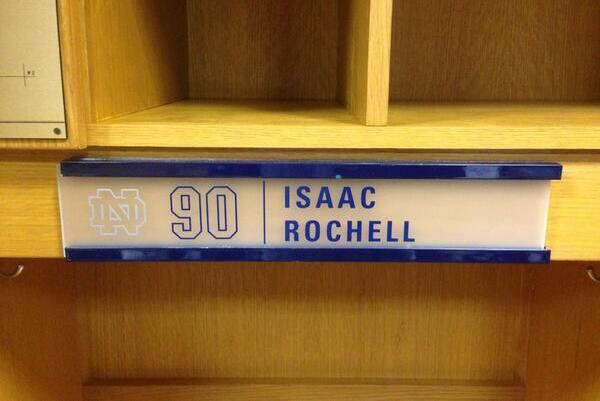 ND
90
ISAAC
ROCHELL